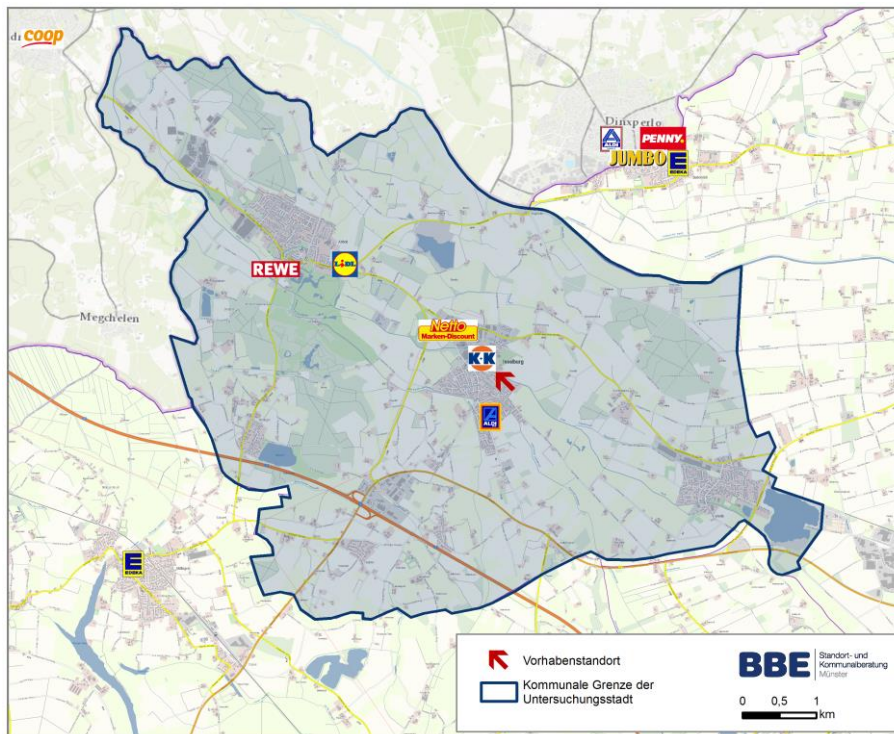 coop
Dinxperlo
ALDI
PENNY.
JUMBO
E
EDEKA
REWE
LIDL
Netto
Marken-Discount
K+K
Megchelen
ALDI
E
EDEKA
Vorhabenstandort
Kommunale Grenze der
Untersuchungsstadt
BBE
Standort- und
Kommunalberatung
Münster
0 0,5 1
km